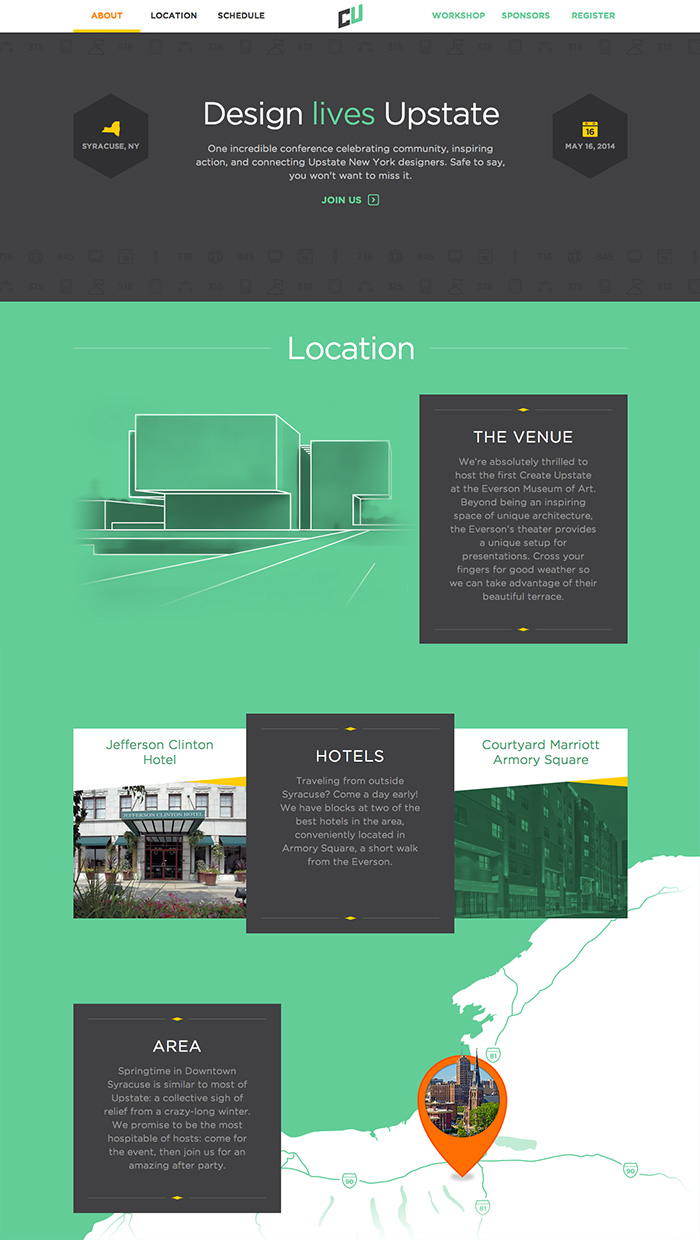 ABOUT LOCATION SCHEDULE CU WORKSHOP SPONSORS REGISTER
Design lives Upstate
SYRACUSE, NY
One incredible conference celebrating community, inspiring
action, and connecting Upstate New York designers. Safe to say,
you won't want to miss it.
JOIN US
16
MAY 16, 2014
716 845 518 315
Location
THE VENUE
We're absolutely thrilled to
host the first Create Upstate
at the Everson Museum of Art.
Beyond being an inspiring
space of unique architecture,
the Everson's theater provides
a unique setup for
presentations. Cross your
fingers for good weather so
we can take advantage of their
beautiful terrace.
Jefferson Clinton
Hotel
JEFFERSON CLINTON HOTEL
HOTELS
Traveling from outside
Syracuse? Come a day early!
We have blocks at two of the
best hotels in the area,
conveniently located in
Armory Square, a short walk
from the Everson.
Courtyard Marriott
Armory Square
AREA
Springtime in Downtown
Syracuse is similar to most of
Upstate: a collective sigh of
relief from a crazy-long winter.
We promise to be the most
hospitable of hosts: come for
the event, then join us for an
amazing after party.
81
90
90
81